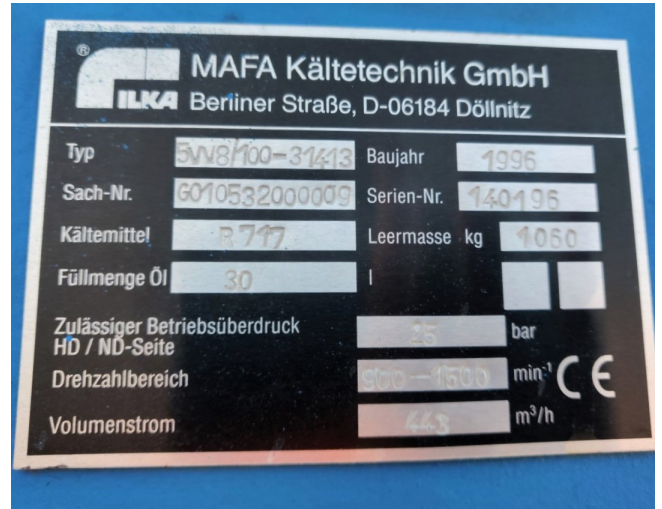 ® MAFA Kältetechnik GmbH
ILKA Berliner Straße, D-06184 Döllnitz
Typ 5VV8/100-31413 Baujahr 1996
Sach-Nr. G010532000009 Serien-Nr. 140196
Kältemittel R 717 Leermasse kg 1060
Füllmenge Öl 30 l
Zulässiger Betriebsüberdruck
HD / ND-Seite 25 bar
Drehzahlbereich 900-1500 min-1 CE
Volumenstrom 448 m³/h